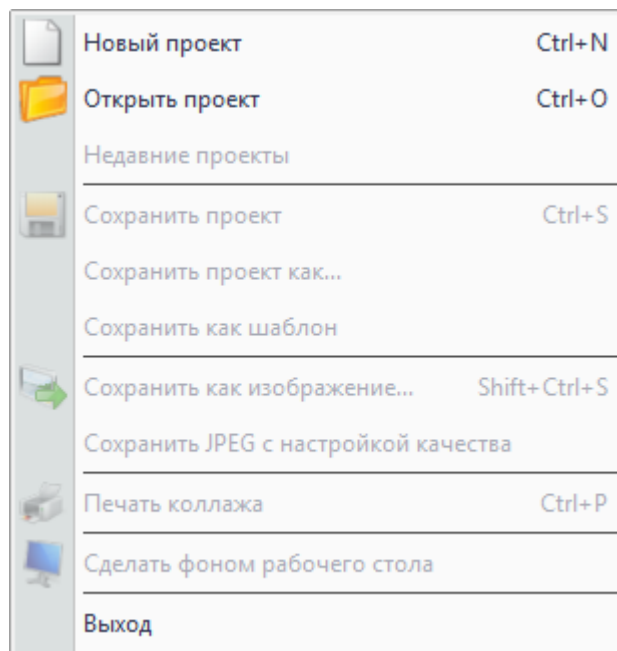 Новый проект Ctrl+N
Открыть проект Ctrl+O
Недавние проекты
Сохранить проект Ctrl+S
Сохранить проект как...
Сохранить как шаблон
Сохранить как изображение... Shift+Ctrl+S
Сохранить JPEG с настройкой качества
Печать коллажа Ctrl+P
Сделать фоном рабочего стола
Выход